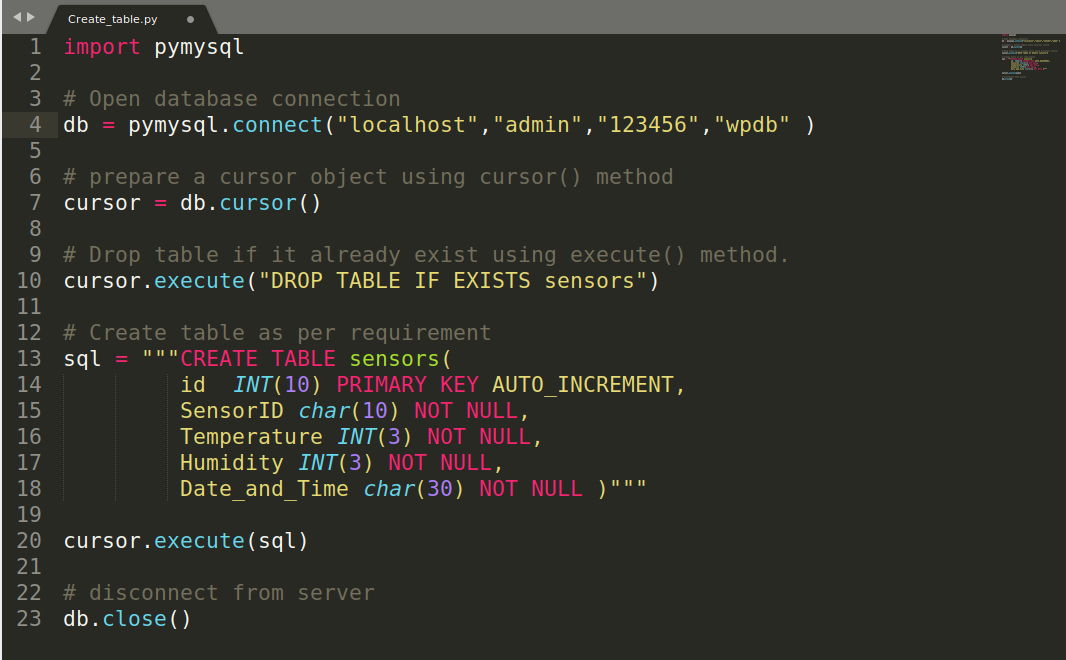 Create_table.py
1 import pymysql
2
3 # Open database connection
4 db = pymysql.connect("localhost","admin","123456","wpdb" )
5
6 # prepare a cursor object using cursor() method
7 cursor = db.cursor()
8
9 # Drop table if it already exist using execute() method.
10 cursor.execute("DROP TABLE IF EXISTS sensors")
11
12 # Create table as per requirement
13 sql = """CREATE TABLE sensors(
14          id  INT(10) PRIMARY KEY AUTO_INCREMENT,
15          SensorID char(10) NOT NULL,
16          Temperature INT(3) NOT NULL,
17          Humidity INT(3) NOT NULL,
18          Date_and_Time char(30) NOT NULL )"""
19
20 cursor.execute(sql)
21
22 # disconnect from server
23 db.close()